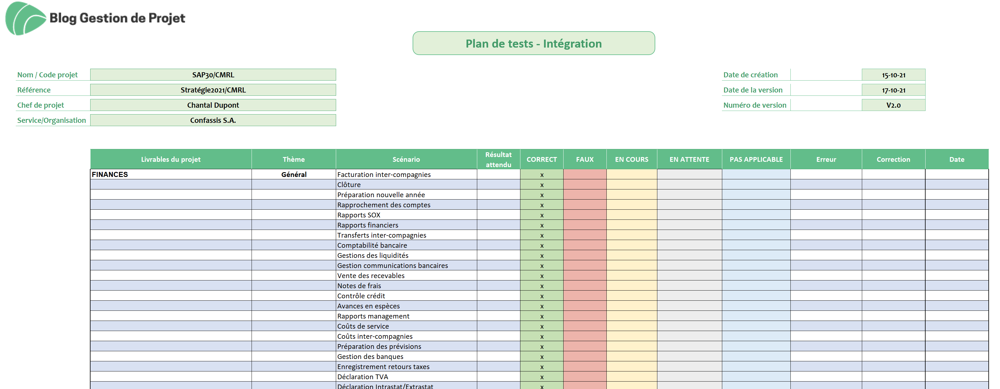 Blog Gestion de Projet
Plan de tests - Intégration
Nom / Code projet SAP30/CMRL Date de création 15-10-21
Référence Stratégie2021/CMRL Date de la version 17-10-21
Chef de projet Chantal Dupont Numéro de version V2.0
Service/Organisation Confassis S.A.
Livrables du projet Thème Scénario Résultat attendu CORRECT FAUX EN COURS EN ATTENTE PAS APPLICABLE Erreur Correction Date
FINANCES Général Facturation inter-compagnies x
Clôture x
Préparation nouvelle année x
Rapprochement des comptes x
Rapports SOX x
Rapports financiers x
Transferts inter-compagnies x
Comptabilité bancaire x
Gestions des liquidités x
Gestion communications bancaires x
Vente des recevables x
Notes de frais x
Contrôle crédit x
Avances en espèces x
Rapports management x
Coûts de service x
Coûts inter-compagnies x
Préparation des prévisions x
Gestion des banques x
Enregistrement retours taxes x
Déclaration TVA x
Déclaration Intrastat/Extrastat x